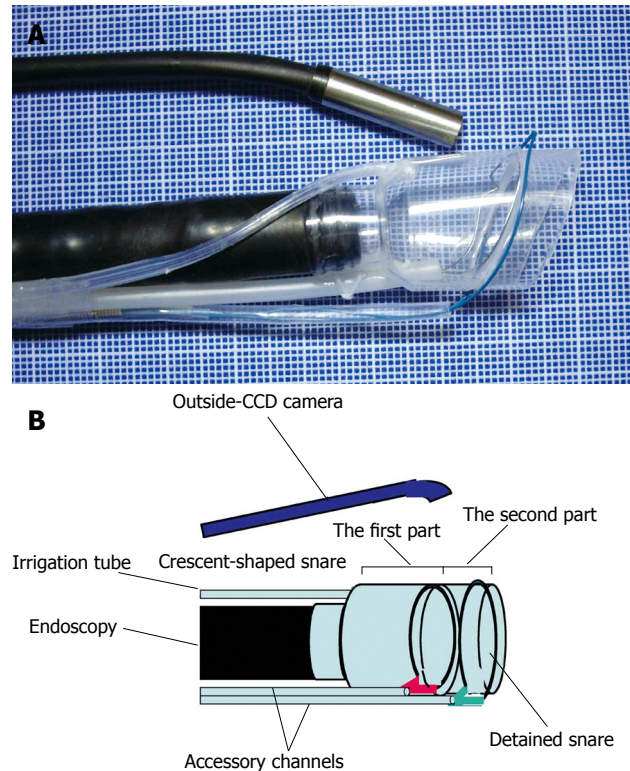 A
B
Outside-CCD camera
The first part
The second part
Crescent-shaped snare
Irrigation tube
Endoscopy
Accessory channels
Detained snare